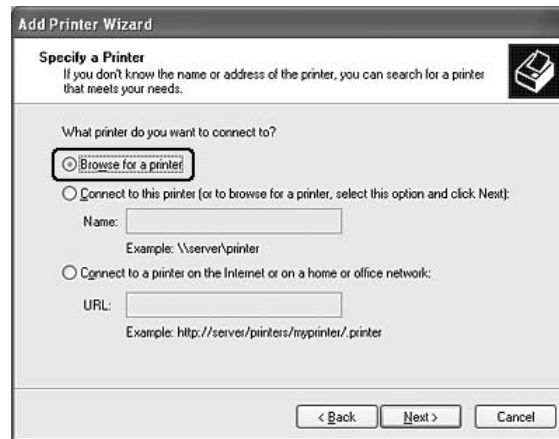 Add Printer Wizard
Specify a Printer
If you don't know the name or address of the printer, you can search for a printer
that meets your needs.
What printer do you want to connect to?
Browse for a printer
Connect to this printer (or to browse for a printer, select this option and click Next):
Name:
Example: \\server\printer
Connect to a printer on the Internet or on a home or office network:
URL:
Example: http://server/printers/myprinter/.printer
< Back Next > Cancel